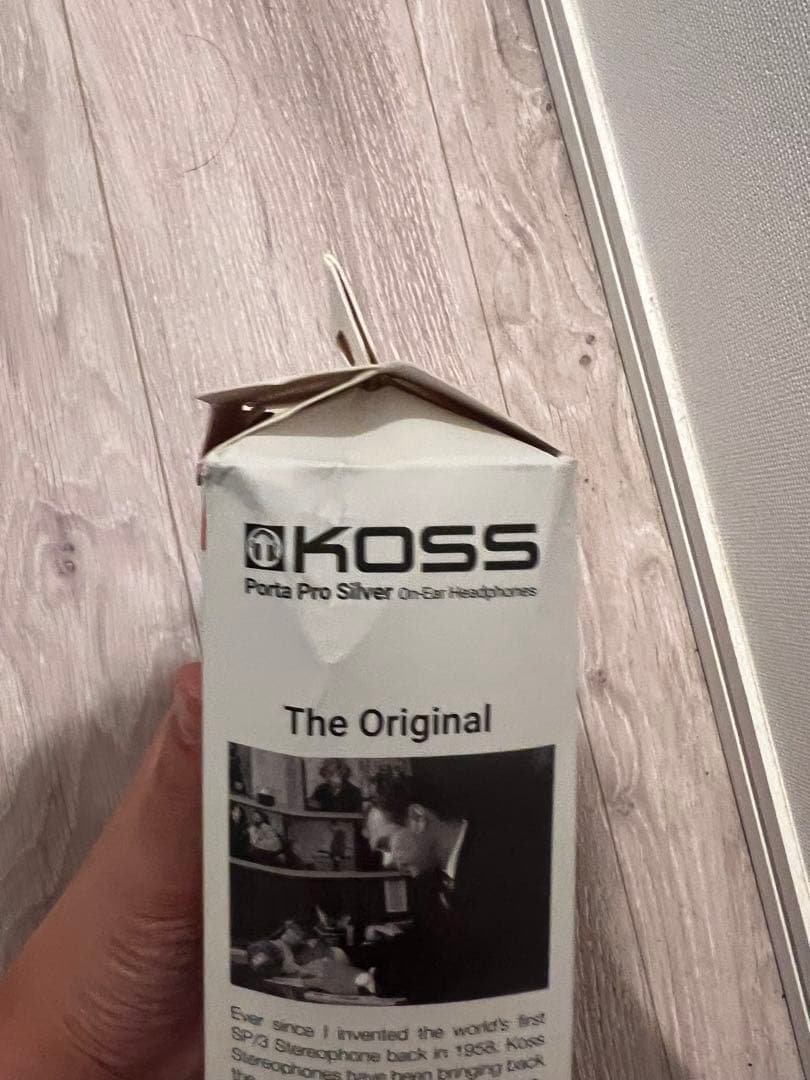 KOSS
Porta Pro Silver On-Ear Headphones
The Original
Ever since I invented the world's first
SP/3 Stereophone back in 1958, Koss
Stereophones have been bringing back
the